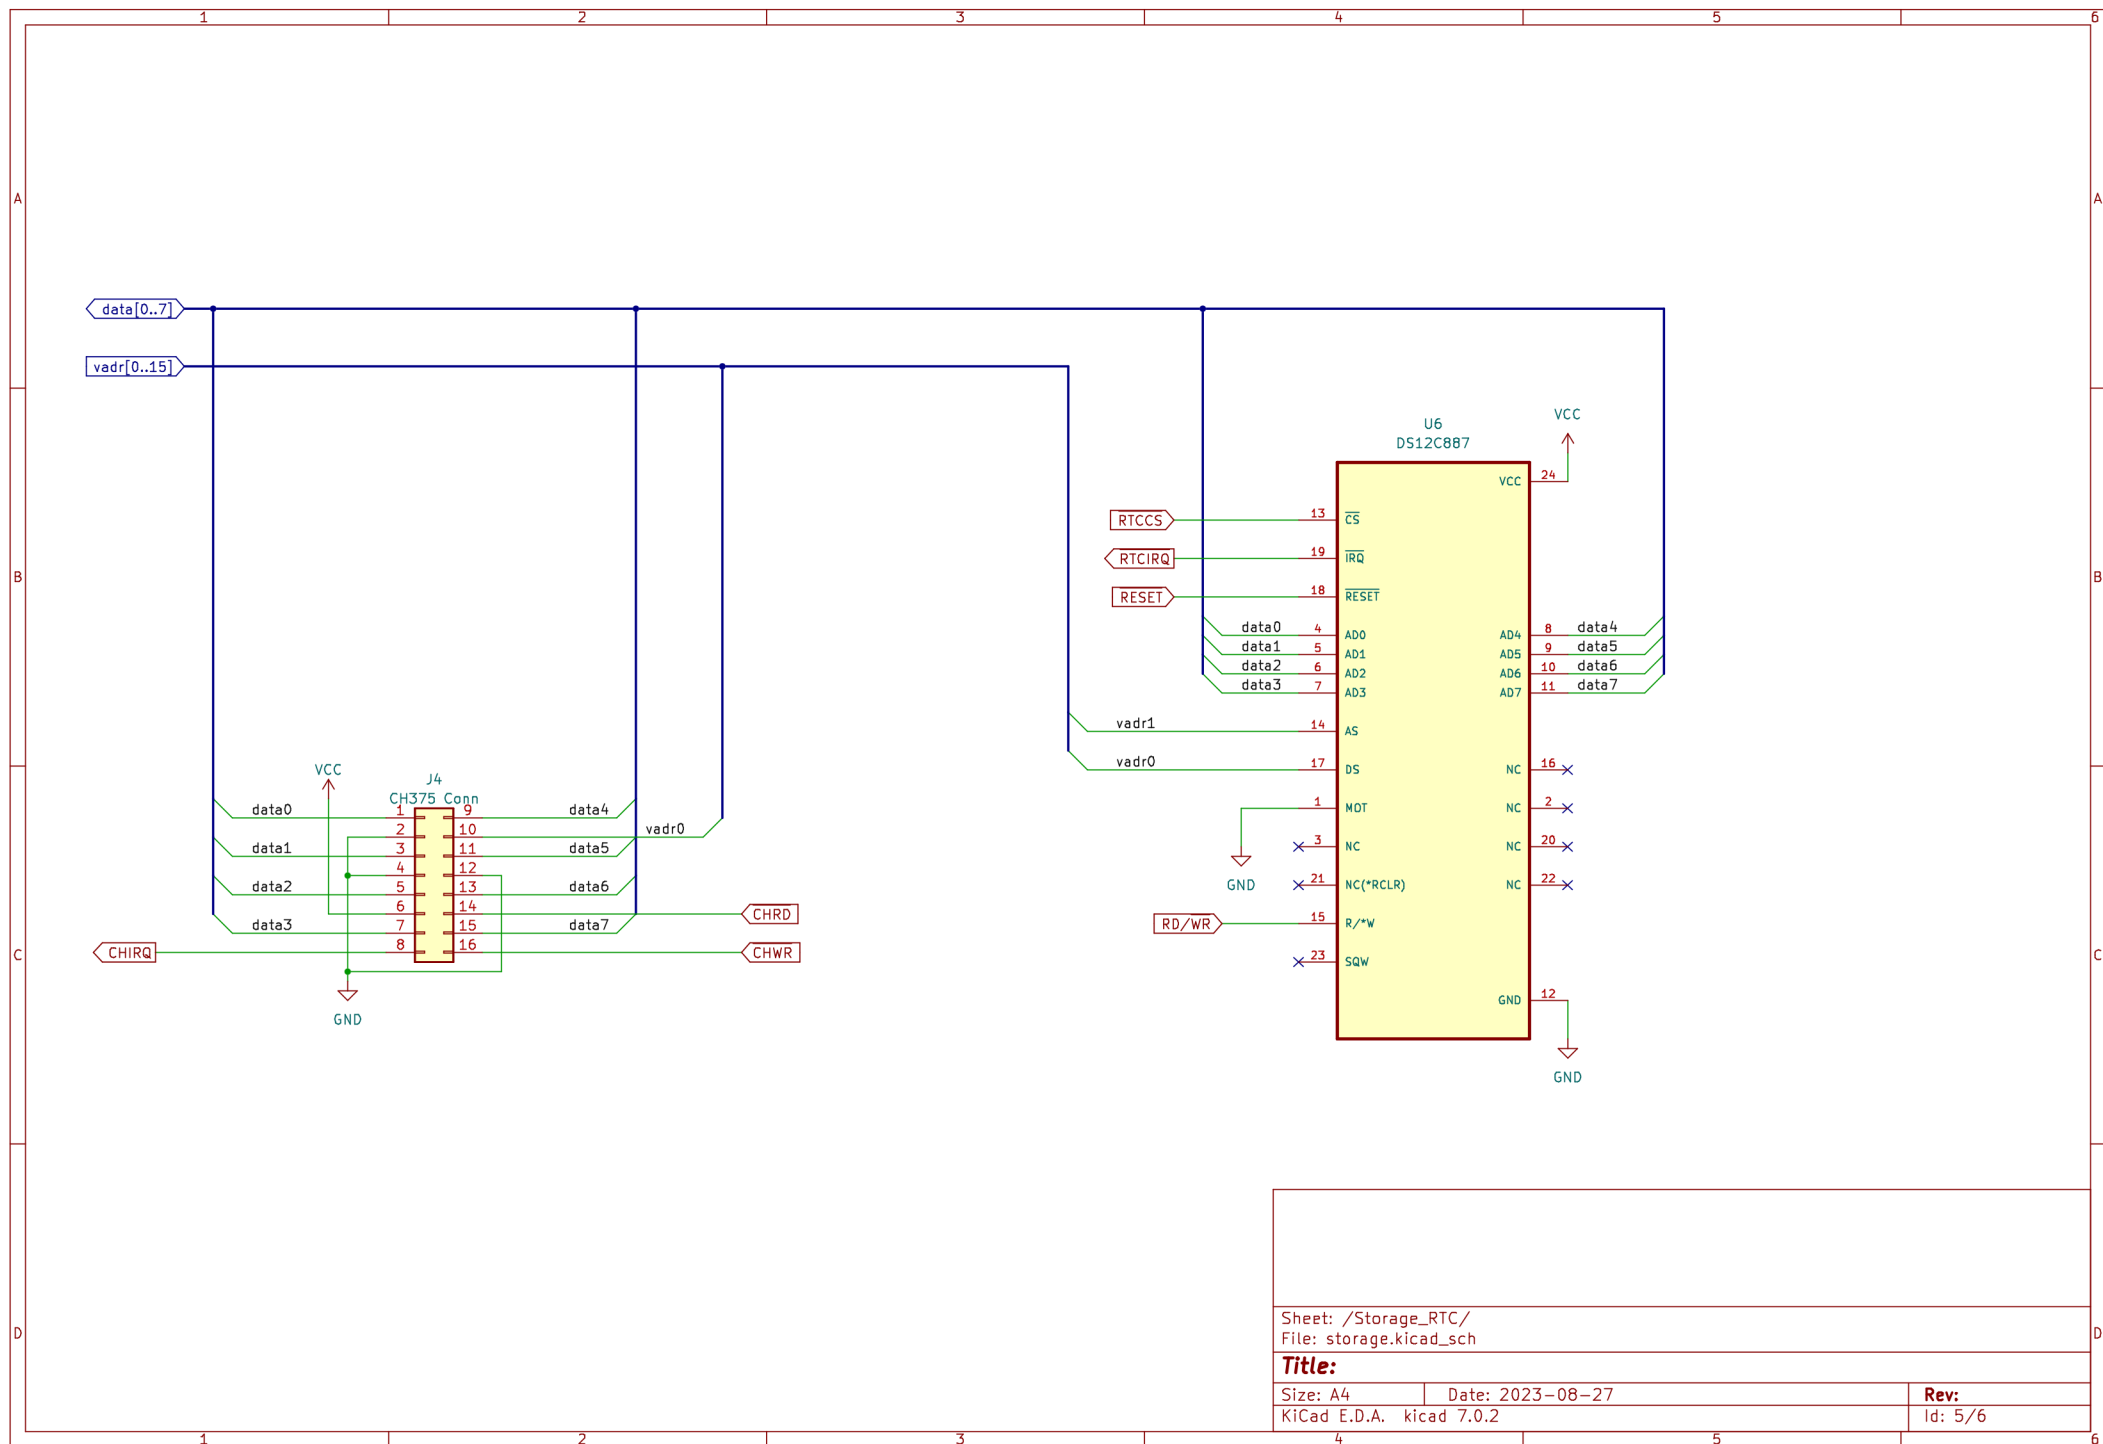 1 2 3 4 5 6
A A
data[0..7]
vadr[0..15]
VCC
U6
DS12C887
VCC 24
RTCCS 13 CS
RTCIRQ 19 IRQ
B B
RESET 18 RESET
data0 4 AD0 AD4 8 data4
data1 5 AD1 AD5 9 data5
data2 6 AD2 AD6 10 data6
data3 7 AD3 AD7 11 data7
vadr1 14 AS
vadr0 17 DS NC 16
1 MOT NC 2
GND
3 NC NC 20
21 NC(*RCLR) NC 22
RD/WR 15 R/*W
23 SQW
GND 12
GND
VCC
J4
CH375 Conn
data0 1 9 data4
2 10 vadr0
data1 3 11 data5
4 12
data2 5 13 data6
6 14 CHRD
data3 7 15 data7
CHIRQ 8 16 CHWR
GND
C C
D D
Sheet: /Storage_RTC/
File: storage.kicad_sch
Title:
Size: A4 Date: 2023-08-27 Rev:
KiCad E.D.A. kicad 7.0.2 Id: 5/6
1 2 3 4 5 6